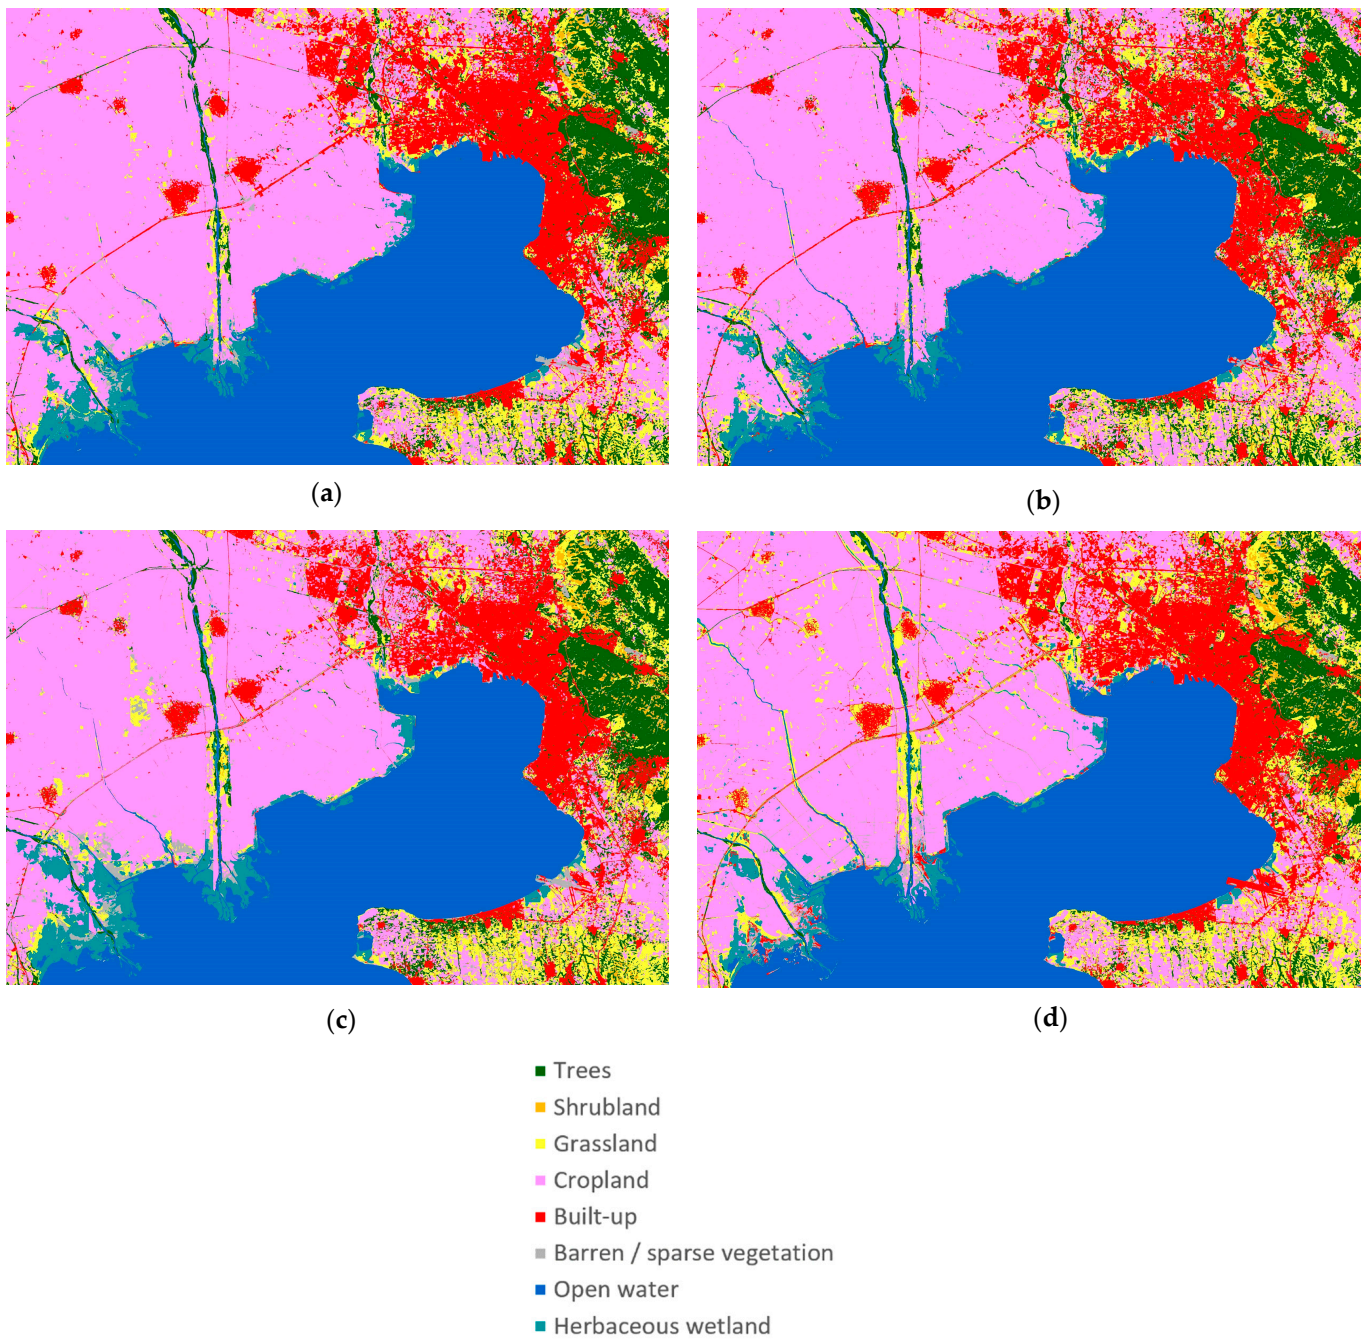 (a)
(b)
(c)
(d)
Trees
Shrubland
Grassland
Cropland
Built-up
Barren / sparse vegetation
Open water
Herbaceous wetland